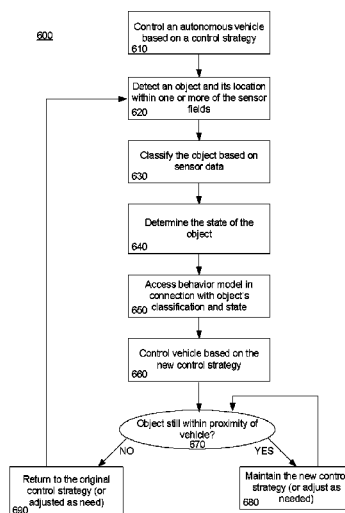 600
Control an autonomous vehicle
based on a control strategy
610
Detect an object and its location
within one or more of the sensor
fields
620
Classify the object based on
sensor data
630
Determine the state of the
object
640
Access behavior model in
connection with object's
classification and state
650
Control vehicle based on the
new control strategy
660
Object still within proximity of
vehicle?
670
NO
YES
Return to the original
control strategy (or
adjusted as need)
690
Maintain the new control
strategy (or adjust as
needed)
680